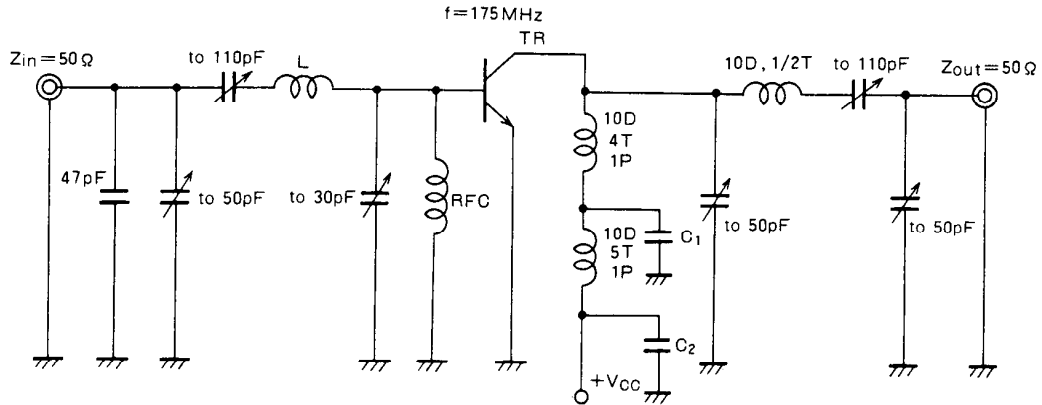 f=175MHz
TR
Zin=50Ω
to 110pF
L
10D, 1/2T
to 110pF
Zout=50Ω
10D
4T
1P
47pF
to 50pF
to 30pF
RFC
10D
5T
1P
C1
to 50pF
to 50pF
C2
+VCC